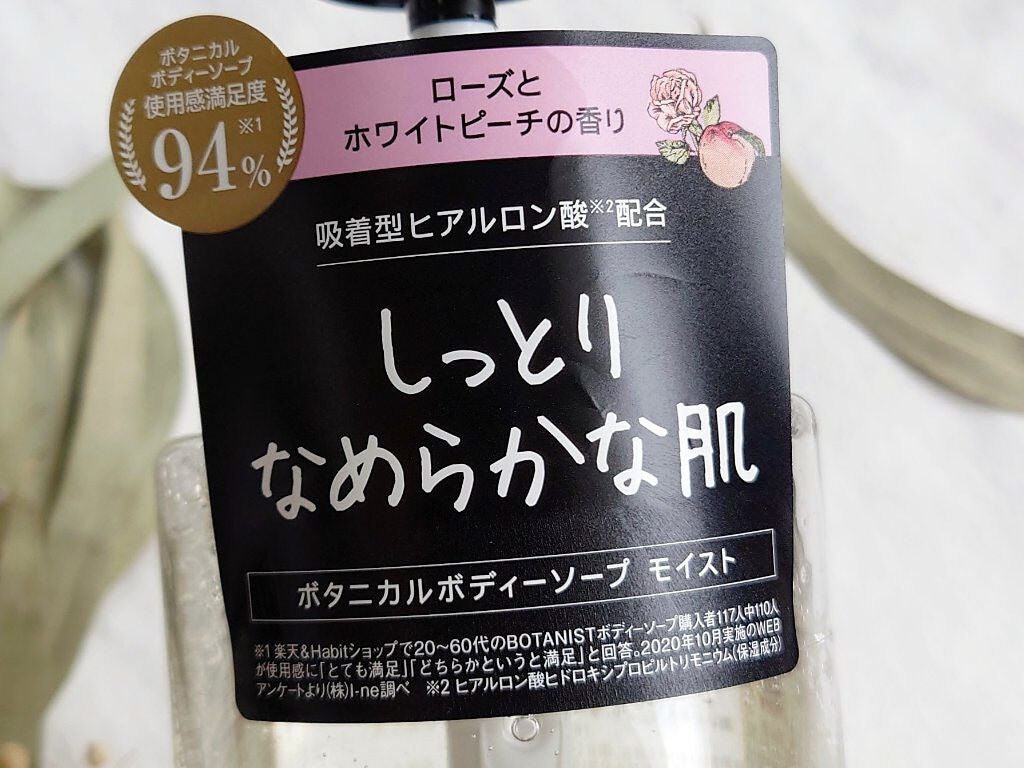 ボタニカル
ボディーソープ
使用感満足度
※1
94%
ローズと
ホワイトピーチの香り
吸着型ヒアルロン酸※2配合
しっとり
なめらかな肌
ボタニカルボディーソープ モイスト
※1 楽天&Habitショップで20~60代のBOTANISTボディーソープ購入者117人中110人
が使用感に「とても満足」「どちらかというと満足」と回答。2020年10月実施のWEB
アンケートより(株)I-ne調べ ※2 ヒアルロン酸ヒドロキシプロピルトリモニウム(保湿成分)